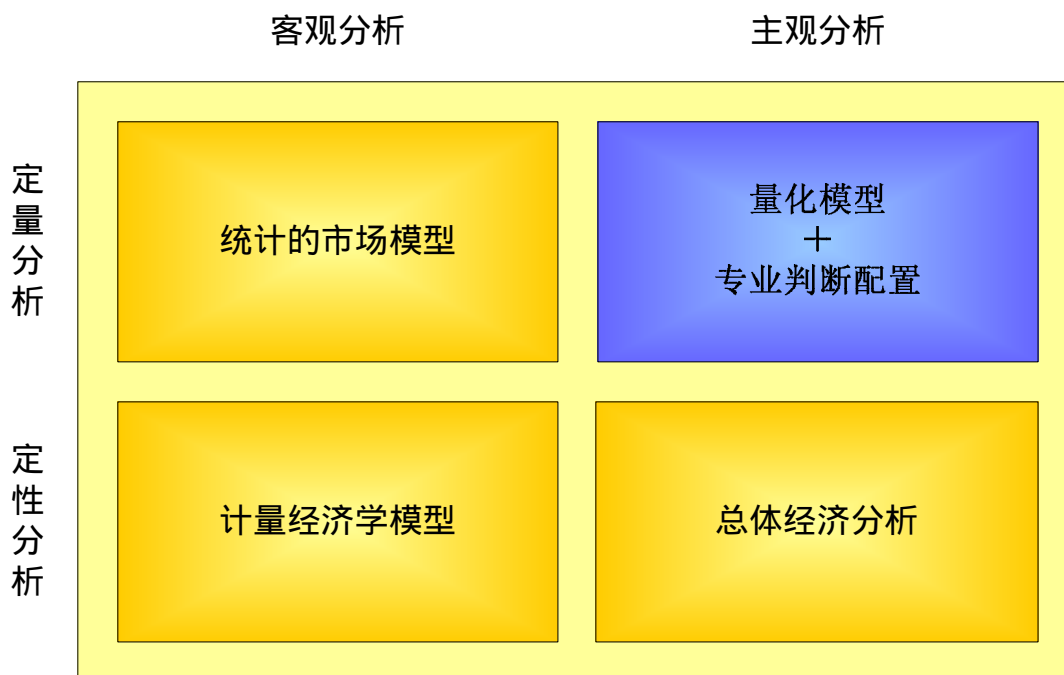 客观分析
主观分析
定量分析
统计的市场模型
量化模型
＋
专业判断配置
定性分析
计量经济学模型
总体经济分析